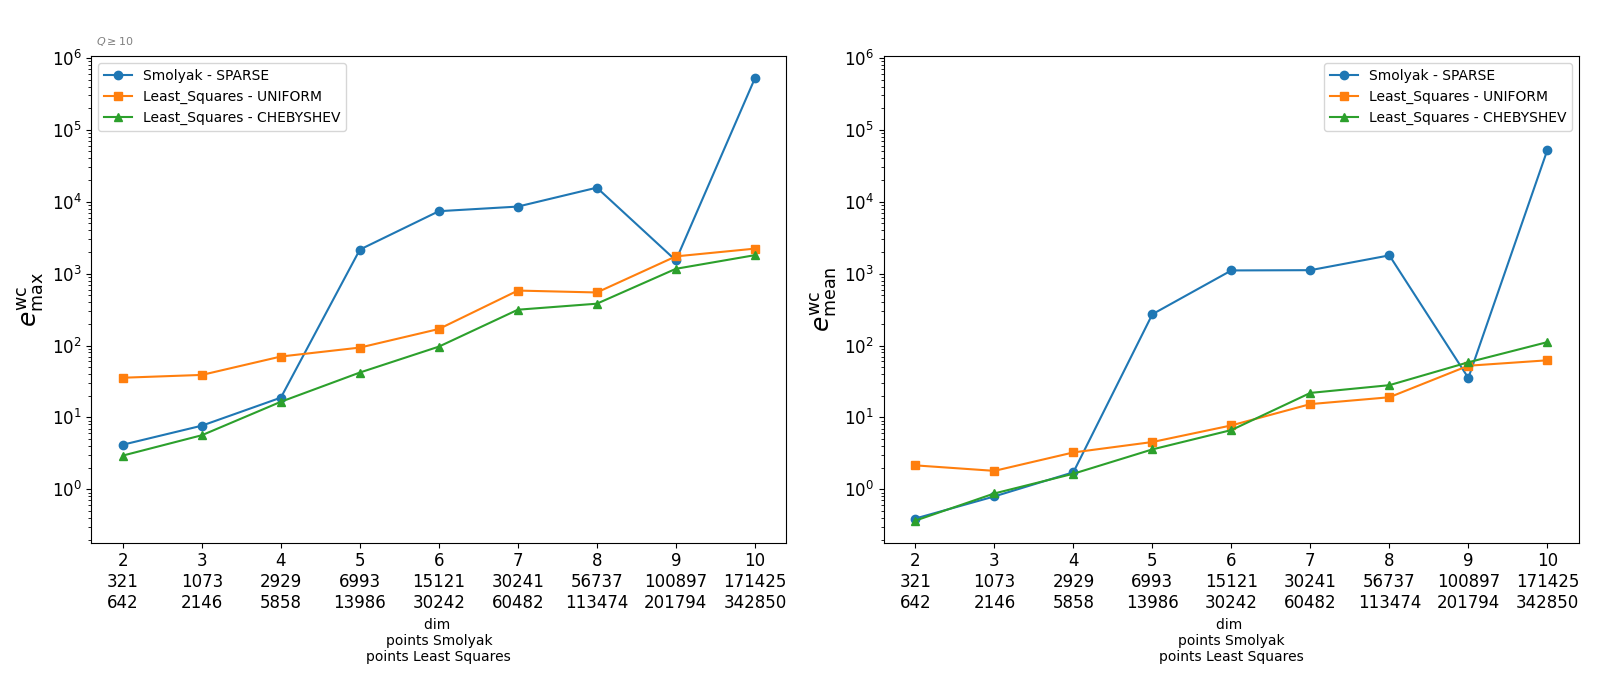 Q ≥ 10
10^6
10^5
10^4
10^3
10^2
10^1
10^0
e^wc_max
Smolyak - SPARSE
Least_Squares - UNIFORM
Least_Squares - CHEBYSHEV
2 3 4 5 6 7 8 9 10
321 1073 2929 6993 15121 30241 56737 100897 171425
642 2146 5858 13986 30242 60482 113474 201794 342850
dim
points Smolyak
points Least Squares
10^6
10^5
10^4
10^3
10^2
10^1
10^0
e^wc_mean
Smolyak - SPARSE
Least_Squares - UNIFORM
Least_Squares - CHEBYSHEV
2 3 4 5 6 7 8 9 10
321 1073 2929 6993 15121 30241 56737 100897 171425
642 2146 5858 13986 30242 60482 113474 201794 342850
dim
points Smolyak
points Least Squares